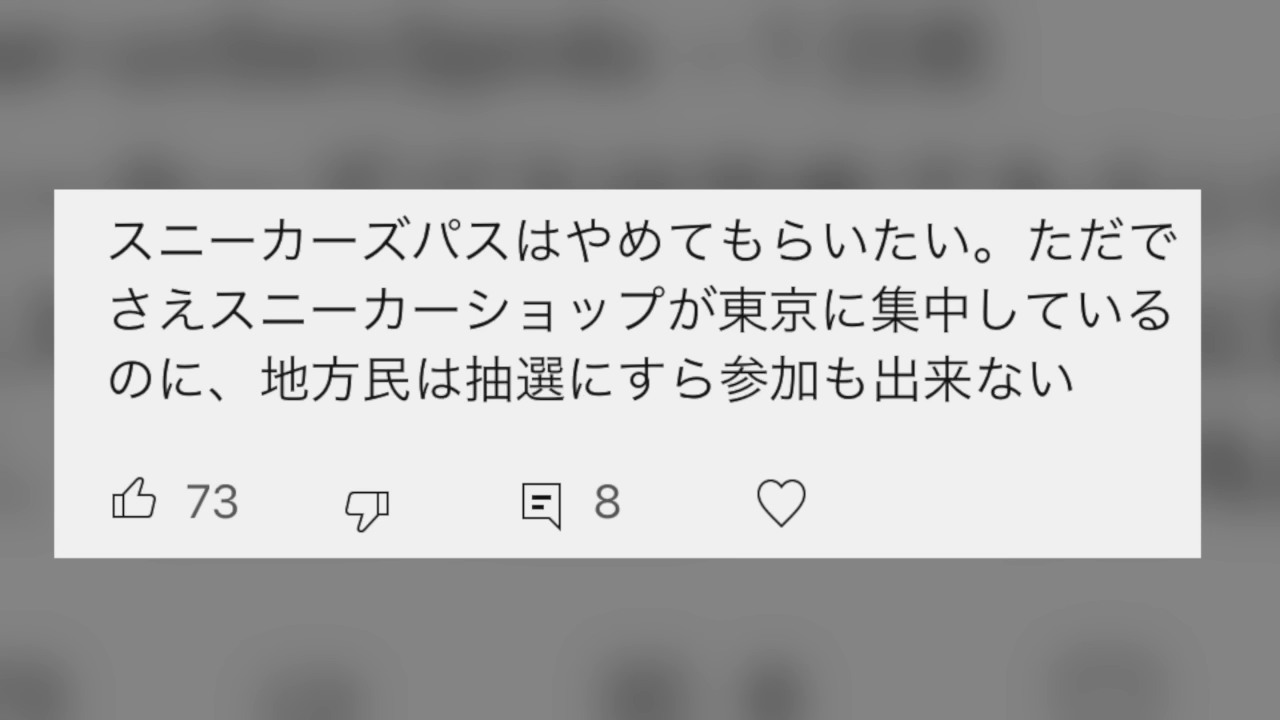 スニーカーズパスはやめてもらいたい。ただで
さえスニーカーショップが東京に集中している
のに、地方民は抽選にすら参加も出来ない
73
8